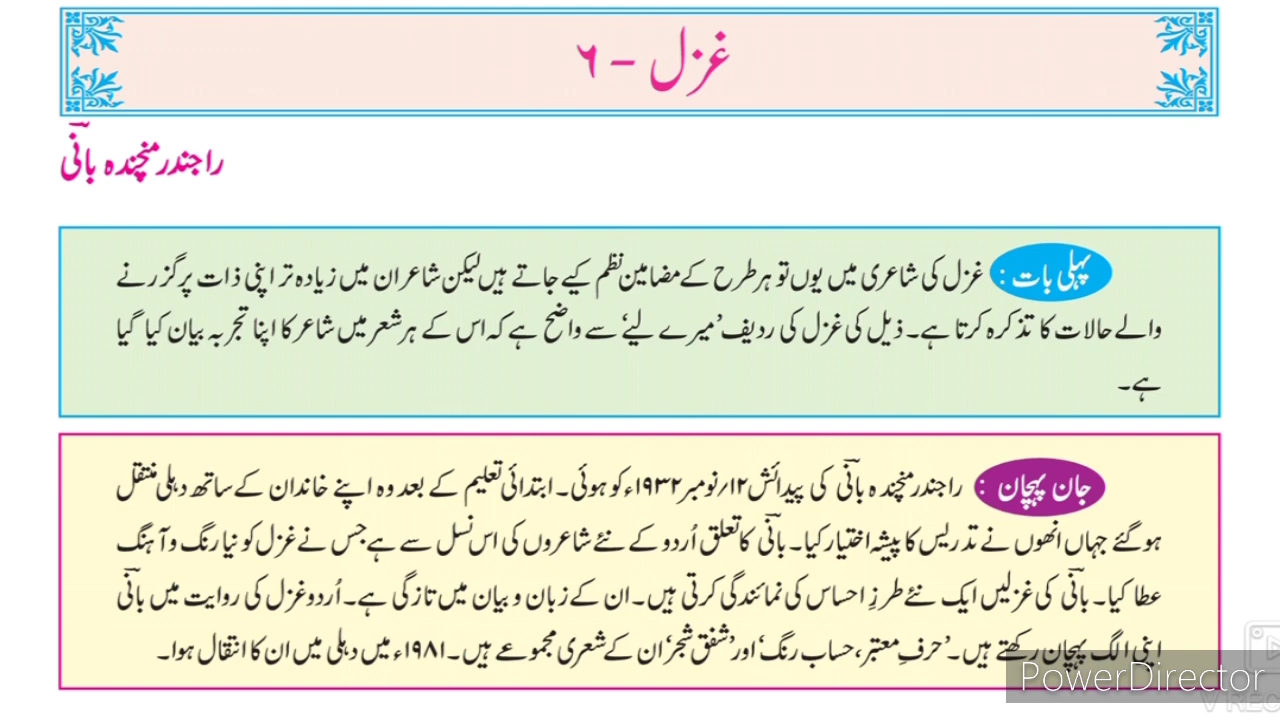 غزل - ۶
راجندر منچندہ بانیؔ
پہلی بات : غزل کی شاعری میں یوں تو ہر طرح کے مضامین نظم کیے جاتے ہیں لیکن شاعر ان میں زیادہ تر اپنی ذات پر گزرنے
والے حالات کا تذکرہ کرتا ہے۔ ذیل کی غزل کی ردیف ’میرے لیے‘ سے واضح ہے کہ اس کے ہر شعر میں شاعر کا اپنا تجربہ بیان کیا گیا
ہے۔
جان پہچان : راجندر منچندہ بانیؔ کی پیدائش ۱۲؍نومبر ۱۹۳۲ء کو ہوئی۔ ابتدائی تعلیم کے بعد وہ اپنے خاندان کے ساتھ دہلی منتقل
ہوگئے جہاں انھوں نے تدریس کا پیشہ اختیار کیا۔ بانیؔ کا تعلق اُردو کے نئے شاعروں کی اس نسل سے ہے جس نے غزل کو نیا رنگ و آہنگ
عطا کیا۔ بانیؔ کی غزلیں ایک نئے طرزِ احساس کی نمائندگی کرتی ہیں۔ ان کے زبان و بیان میں تازگی ہے۔ اُردو غزل کی روایت میں بانیؔ
اپنی الگ پہچان رکھتے ہیں۔ ’حرفِ معتبر، حساب رنگ‘ اور ’شفق شجر‘ ان کے شعری مجموعے ہیں۔ ۱۹۸۱ء میں دہلی میں ان کا انتقال ہوا۔
PowerDirector
V REC